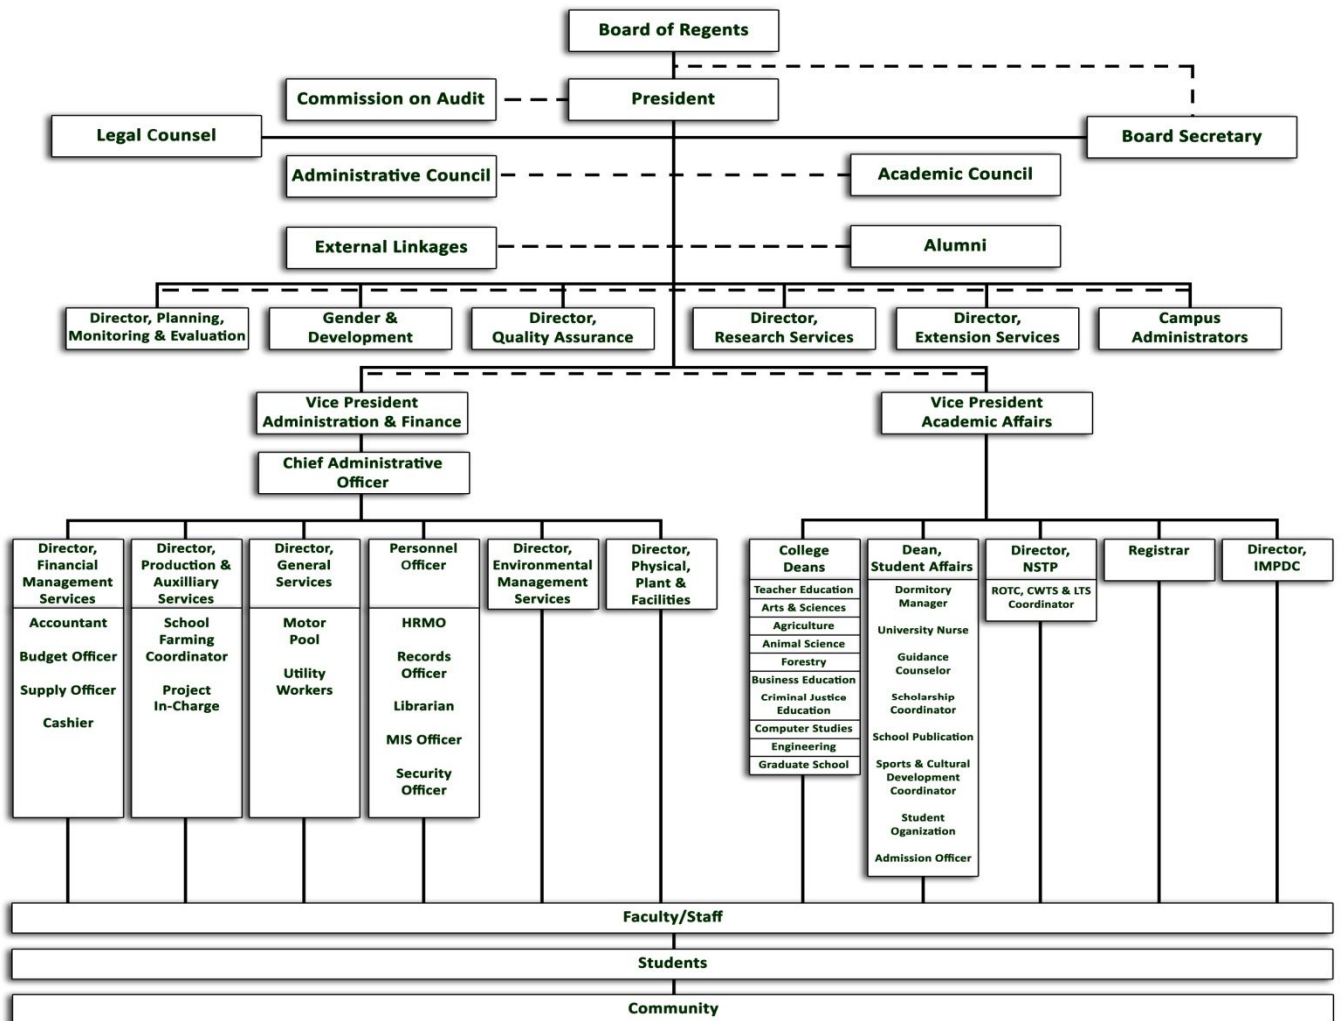 Board of Regents
Commission on Audit
President
Legal Counsel
Board Secretary
Administrative Council
Academic Council
External Linkages
Alumni
Director, Planning,
Monitoring & Evaluation
Gender &
Development
Director,
Quality Assurance
Director,
Research Services
Director,
Extension Services
Campus
Administrators
Vice President
Administration & Finance
Vice President
Academic Affairs
Chief Administrative
Officer
Director,
Financial
Management
Services
Accountant
Budget Officer
Supply Officer
Cashier
Director,
Production &
Auxilliary
Services
School
Farming
Coordinator
Project
In-Charge
Director,
General
Services
Motor
Pool
Utility
Workers
Personnel
Officer
HRMO
Records
Officer
Librarian
MIS Officer
Security
Officer
Director,
Environmental
Management
Services
Director,
Physical,
Plant &
Facilities
College
Deans
Teacher Education
Arts & Sciences
Agriculture
Animal Science
Forestry
Business Education
Criminal Justice
Education
Computer Studies
Engineering
Graduate School
Dean,
Student Affairs
Dormitory
Manager
University Nurse
Guidance
Counselor
Scholarship
Coordinator
School Publication
Sports & Cultural
Development
Coordinator
Student
Oganization
Admission Officer
Director,
NSTP
ROTC, CWTS & LTS
Coordinator
Registrar
Director,
IMPDC
Faculty/Staff
Students
Community